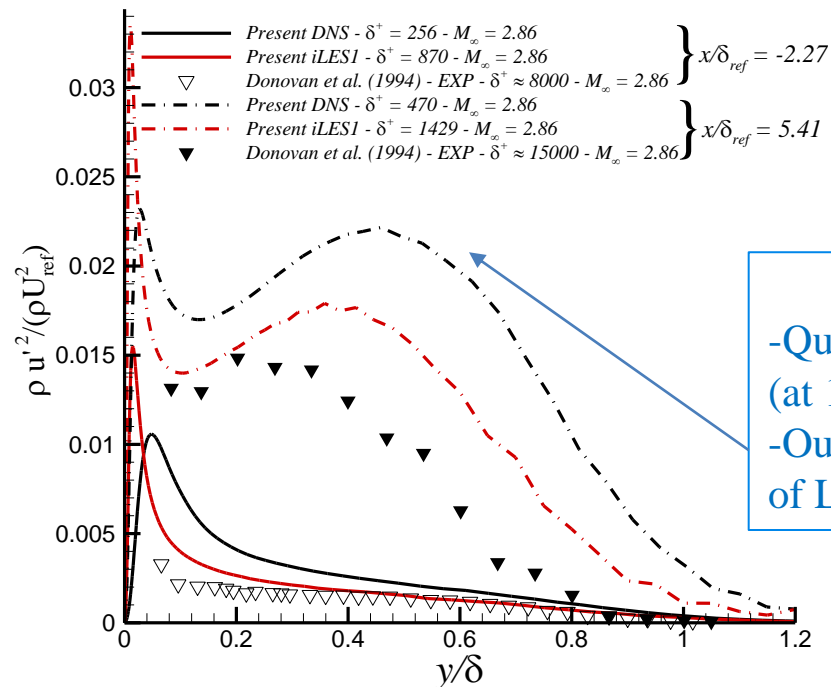 Present DNS - δ⁺ = 256 - M∞ = 2.86
Present iLES1 - δ⁺ = 870 - M∞ = 2.86
Donovan et al. (1994) - EXP - δ⁺ ≈ 8000 - M∞ = 2.86
} x/δref = -2.27
Present DNS - δ⁺ = 470 - M∞ = 2.86
Present iLES1 - δ⁺ = 1429 - M∞ = 2.86
Donovan et al. (1994) - EXP - δ⁺ ≈ 15000 - M∞ = 2.86
} x/δref = 5.41
0.03
0.025
0.02
0.015
0.01
0.005
0
ρ u' ²/(ρU²ref)
0 0.2 0.4 0.6 0.8 1 1.2
y/δ
-Qu
(at 1
-Ou
of L